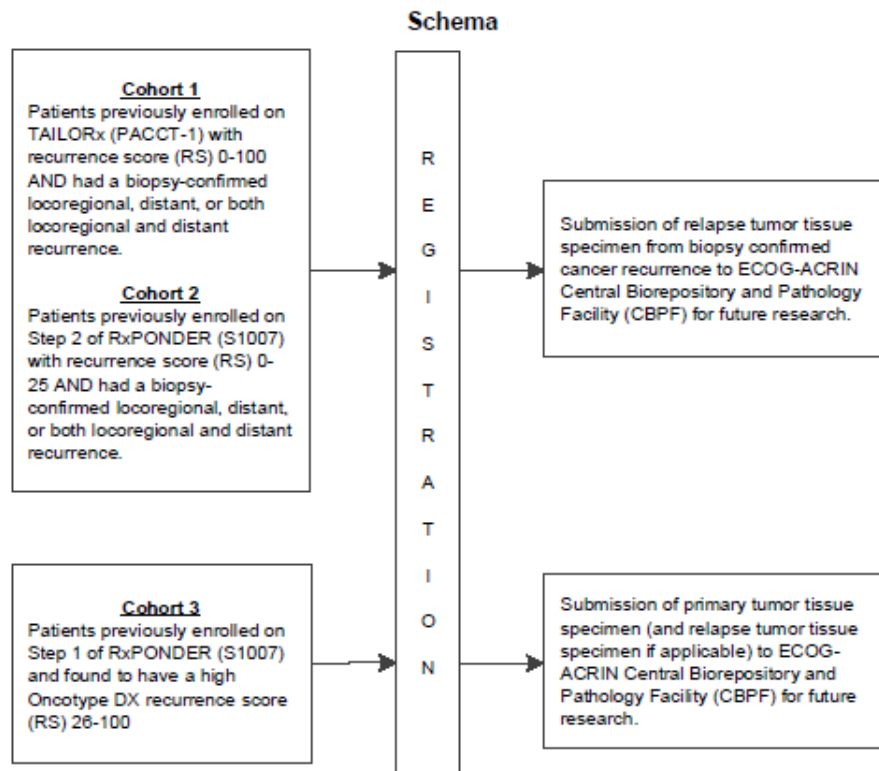 Schema
Cohort 1
Patients previously enrolled on
TAILORx (PACCT-1) with
recurrence score (RS) 0-100
AND had a biopsy-confirmed
locoregional, distant, or both
locoregional and distant
recurrence.
Cohort 2
Patients previously enrolled on
Step 2 of RxPONDER (S1007)
with recurrence score (RS) 0-
25 AND had a biopsy-
confirmed locoregional, distant,
or both locoregional and distant
recurrence.
Cohort 3
Patients previously enrolled on
Step 1 of RxPONDER (S1007)
and found to have a high
Oncotype DX recurrence score
(RS) 26-100
R
E
G
I
S
T
R
A
T
I
O
N
Submission of relapse tumor tissue
specimen from biopsy confirmed
cancer recurrence to ECOG-ACRIN
Central Biorepository and Pathology
Facility (CBPF) for future research.
Submission of primary tumor tissue
specimen (and relapse tumor tissue
specimen if applicable) to ECOG-
ACRIN Central Biorepository and
Pathology Facility (CBPF) for future
research.